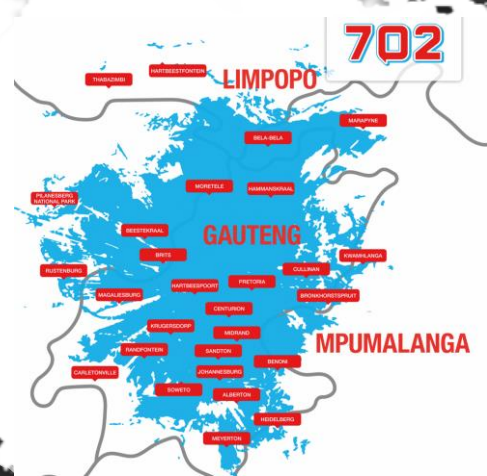 702
HARTBEESTFONTEIN
THABAZIMBI
LIMPOPO
MARAPYNE
BELA-BELA
MORETELE
HAMMANSKRAAL
PILANESBERG
NATIONAL PARK
BEESTEKRAAL
GAUTENG
BRITS
KWAMHLANGA
RUSTENBURG
CULLINAN
HARTBEESPOORT
PRETORIA
MAGALIESBURG
BRONKHORSTSPRUIT
CENTURION
KRUGERSDORP
MIDRAND
MPUMALANGA
RANDFONTEIN
SANDTON
BENONI
CARLETONVILLE
JOHANNESBURG
SOWETO
ALBERTON
HEIDELBERG
MEYERTON